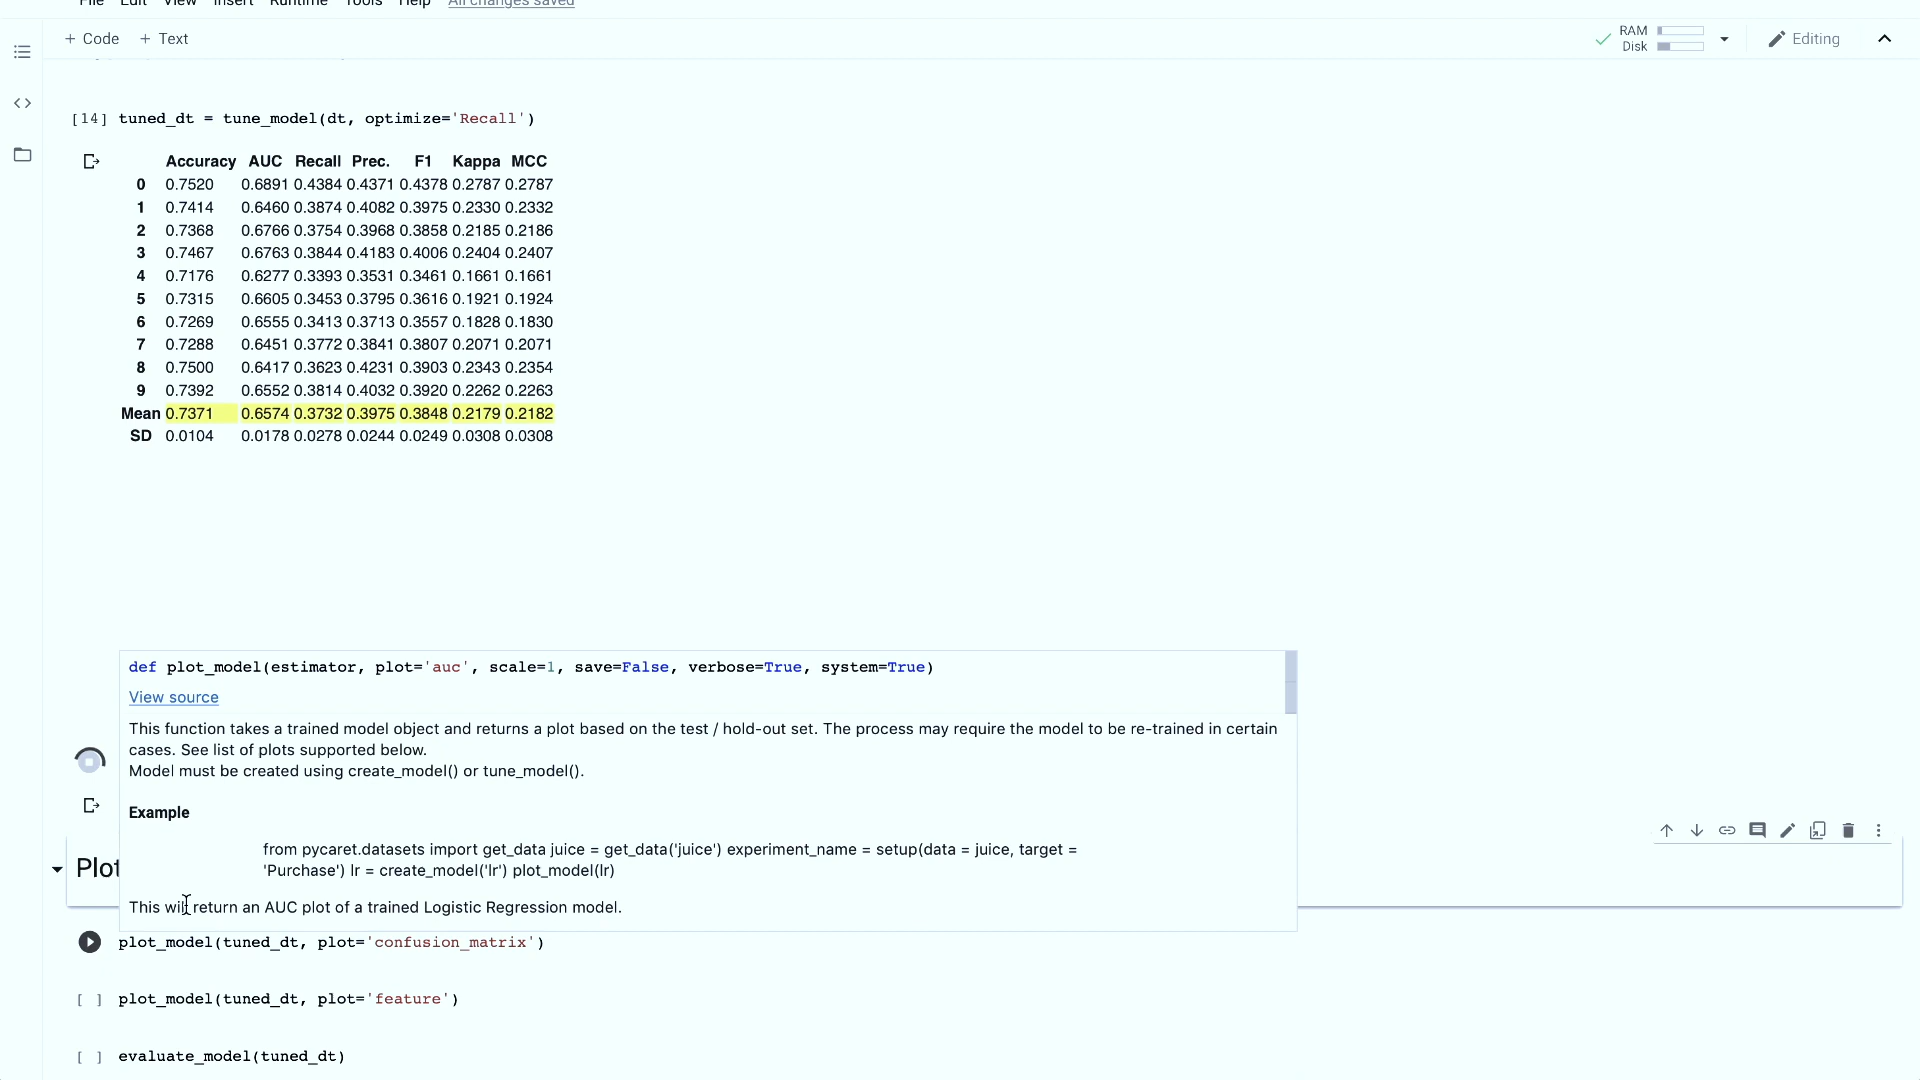 File Edit View Insert Runtime Tools Help All changes saved
+ Code + Text
RAM
Disk
Editing
[14] tuned_dt = tune_model(dt, optimize='Recall')
Accuracy AUC Recall Prec. F1 Kappa MCC
0 0.7520 0.6891 0.4384 0.4371 0.4378 0.2787 0.2787
1 0.7414 0.6460 0.3874 0.4082 0.3975 0.2330 0.2332
2 0.7368 0.6766 0.3754 0.3968 0.3858 0.2185 0.2186
3 0.7467 0.6763 0.3844 0.4183 0.4006 0.2404 0.2407
4 0.7176 0.6277 0.3393 0.3531 0.3461 0.1661 0.1661
5 0.7315 0.6605 0.3453 0.3795 0.3616 0.1921 0.1924
6 0.7269 0.6555 0.3413 0.3713 0.3557 0.1828 0.1830
7 0.7288 0.6451 0.3772 0.3841 0.3807 0.2071 0.2071
8 0.7500 0.6417 0.3623 0.4231 0.3903 0.2343 0.2354
9 0.7392 0.6552 0.3814 0.4032 0.3920 0.2262 0.2263
Mean 0.7371 0.6574 0.3732 0.3975 0.3848 0.2179 0.2182
SD 0.0104 0.0178 0.0278 0.0244 0.0249 0.0308 0.0308
def plot_model(estimator, plot='auc', scale=1, save=False, verbose=True, system=True)
View source
This function takes a trained model object and returns a plot based on the test / hold-out set. The process may require the model to be re-trained in certain
cases. See list of plots supported below.
Model must be created using create_model() or tune_model().
Example
from pycaret.datasets import get_data juice = get_data('juice') experiment_name = setup(data = juice, target =
'Purchase') lr = create_model('lr') plot_model(lr)
Plot
This will return an AUC plot of a trained Logistic Regression model.
plot_model(tuned_dt, plot='confusion_matrix')
[ ] plot_model(tuned_dt, plot='feature')
[ ] evaluate_model(tuned_dt)